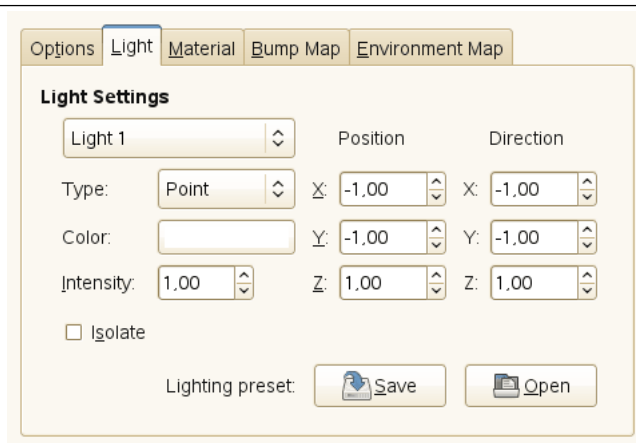 Options Light Material Bump Map Environment Map
Light Settings
Light 1 Position Direction
Type: Point X: -1,00 X: -1,00
Color: Y: -1,00 Y: -1,00
Intensity: 1,00 Z: 1,00 Z: 1,00
Isolate
Lighting preset: Save Open